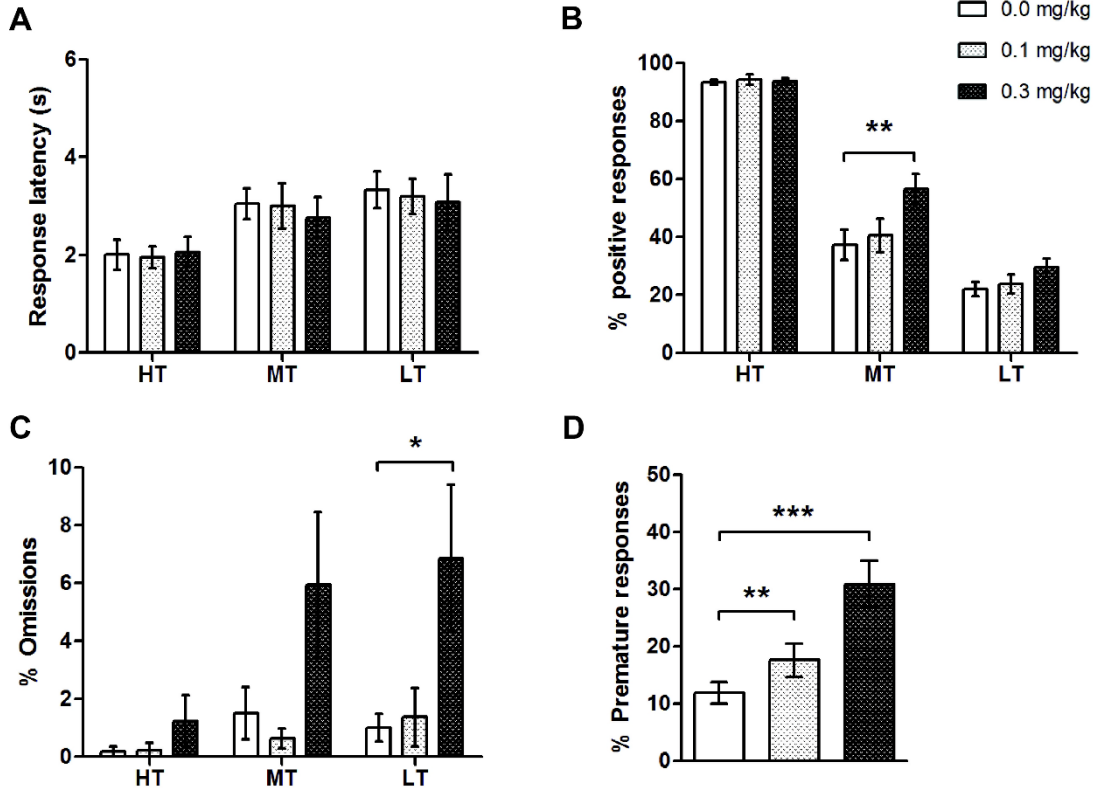 A
Response latency (s)
6
4
2
0
HT MT LT
B
0.0 mg/kg
0.1 mg/kg
0.3 mg/kg
% positive responses
100
80
60
40
20
0
**
HT MT LT
C
% Omissions
10
8
6
4
2
0
*
HT MT LT
D
% Premature responses
50
40
30
20
10
0
***
**